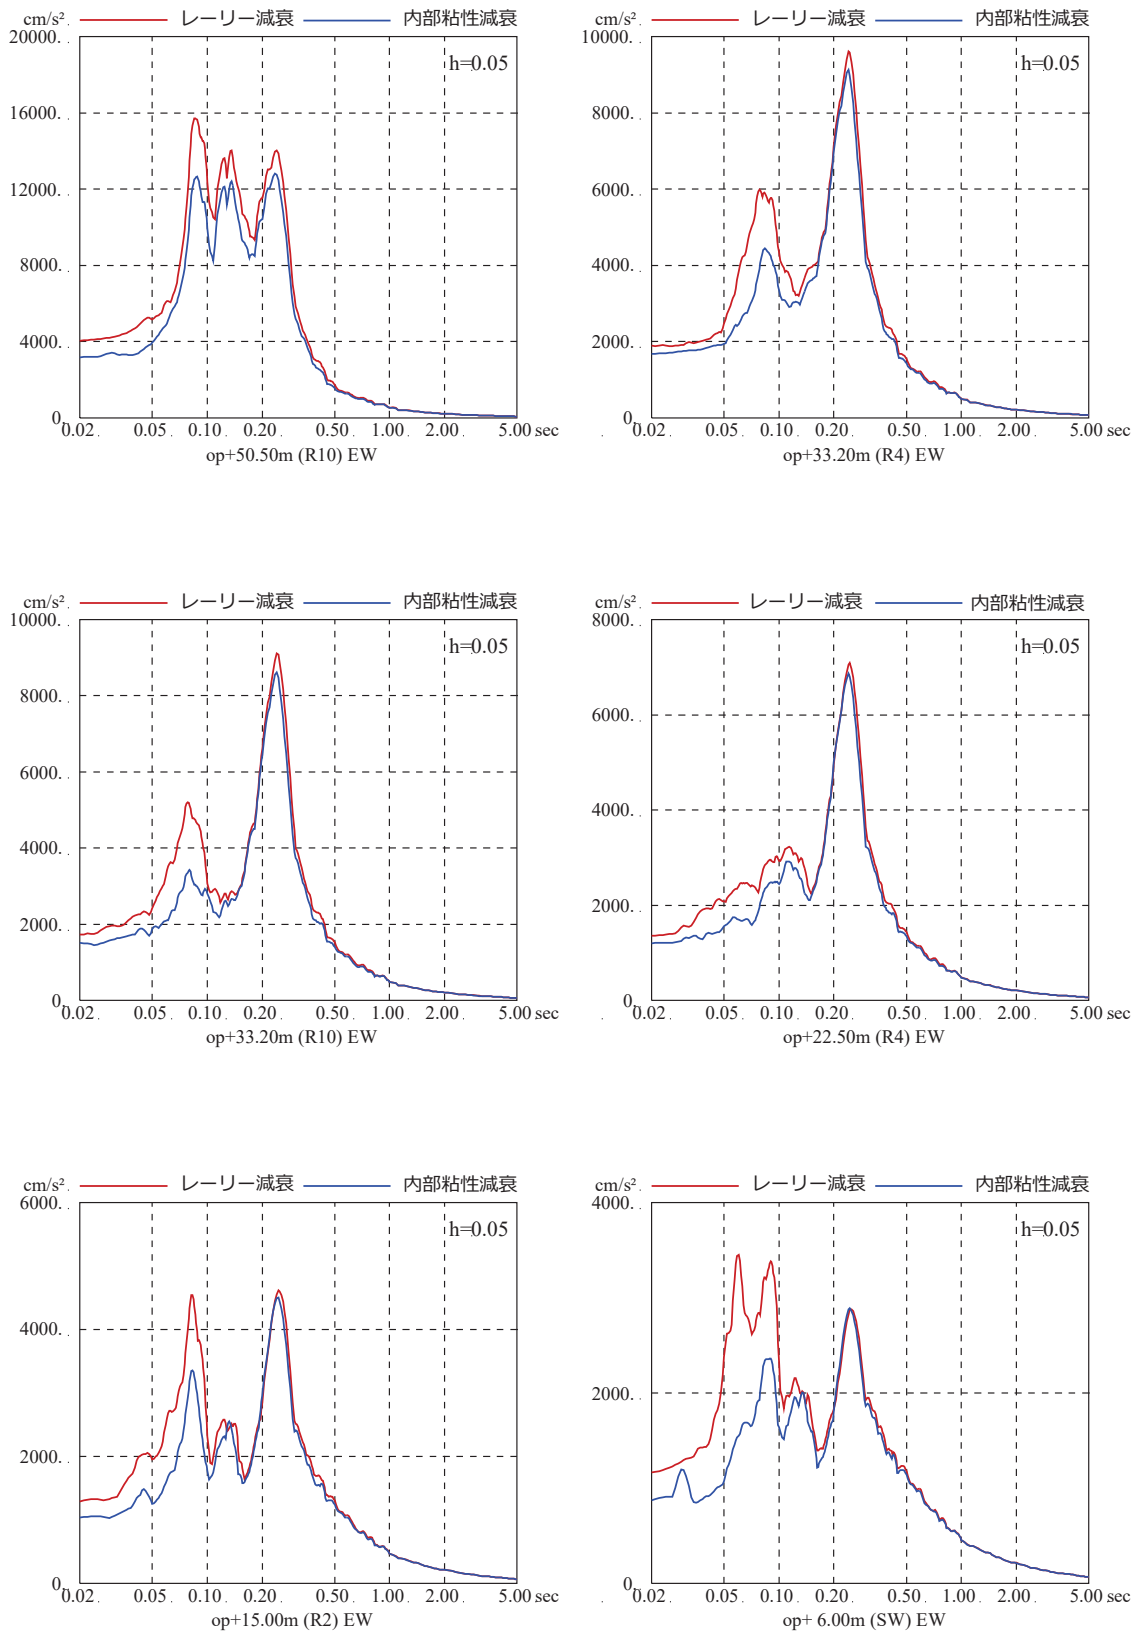 cm/s² レーリー減衰 内部粘性減衰
20000.
h=0.05
16000.
12000.
8000.
4000.
0.
0.02 0.05 0.10 0.20 0.50 1.00 2.00 5.00 sec
op+50.50m (R10) EW
cm/s² レーリー減衰 内部粘性減衰
10000.
h=0.05
8000.
6000.
4000.
2000.
0.
0.02 0.05 0.10 0.20 0.50 1.00 2.00 5.00 sec
op+33.20m (R4) EW
cm/s² レーリー減衰 内部粘性減衰
10000.
h=0.05
8000.
6000.
4000.
2000.
0.
0.02 0.05 0.10 0.20 0.50 1.00 2.00 5.00 sec
op+33.20m (R10) EW
cm/s² レーリー減衰 内部粘性減衰
8000.
h=0.05
6000.
4000.
2000.
0.
0.02 0.05 0.10 0.20 0.50 1.00 2.00 5.00 sec
op+22.50m (R4) EW
cm/s² レーリー減衰 内部粘性減衰
6000.
h=0.05
4000.
2000.
0.
0.02 0.05 0.10 0.20 0.50 1.00 2.00 5.00 sec
op+15.00m (R2) EW
cm/s² レーリー減衰 内部粘性減衰
4000.
h=0.05
2000.
0.
0.02 0.05 0.10 0.20 0.50 1.00 2.00 5.00 sec
op+ 6.00m (SW) EW